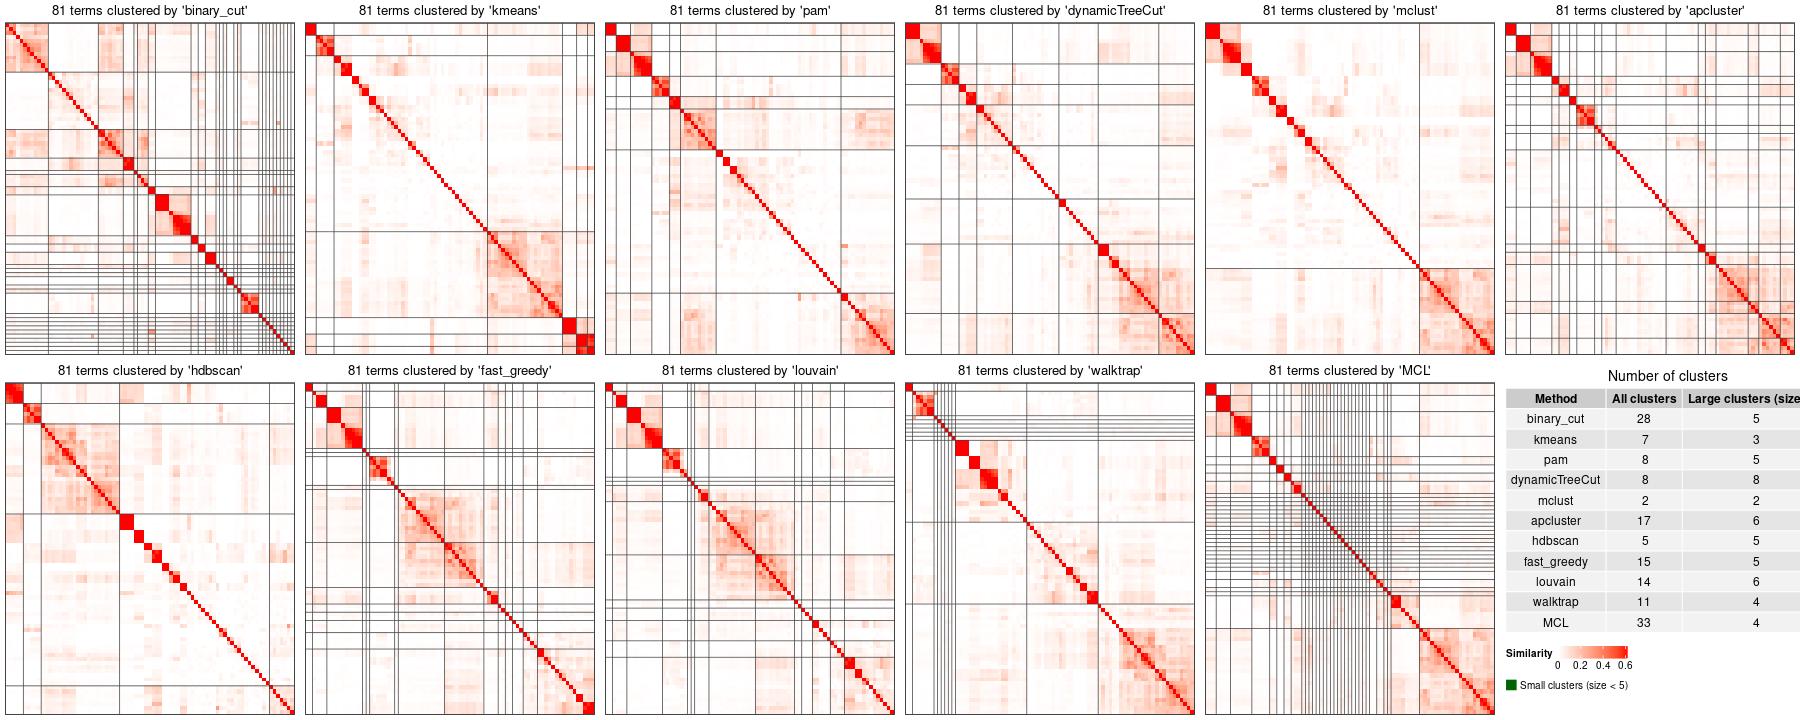 81 terms clustered by 'binary_cut'
81 terms clustered by 'kmeans'
81 terms clustered by 'pam'
81 terms clustered by 'dynamicTreeCut'
81 terms clustered by 'mclust'
81 terms clustered by 'apcluster'
81 terms clustered by 'hdbscan'
81 terms clustered by 'fast_greedy'
81 terms clustered by 'louvain'
81 terms clustered by 'walktrap'
81 terms clustered by 'MCL'
Number of clusters
Method All clusters Large clusters (size
binary_cut 28 5
kmeans 7 3
pam 8 5
dynamicTreeCut 8 8
mclust 2 2
apcluster 17 6
hdbscan 5 5
fast_greedy 15 5
louvain 14 6
walktrap 11 4
MCL 33 4
Similarity
0 0.2 0.4 0.6
Small clusters (size < 5)